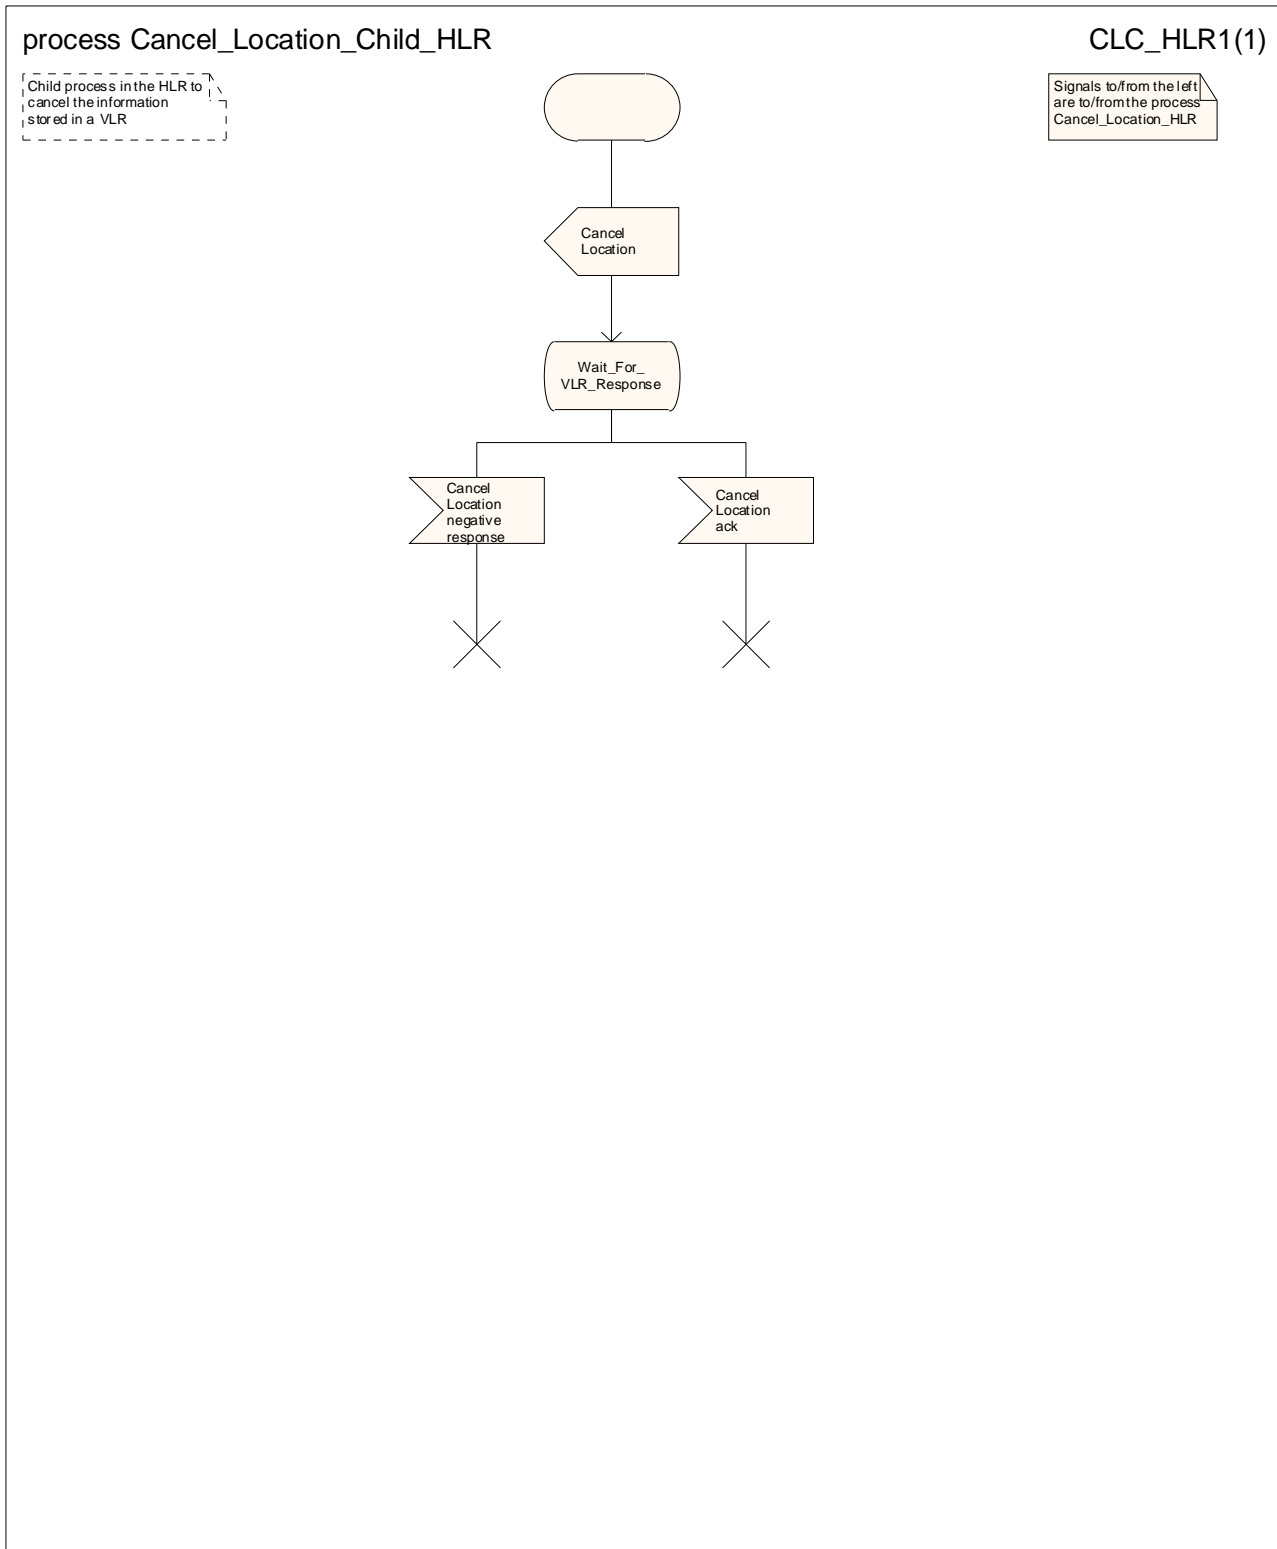 process Cancel_Location_Child_HLR
CLC_HLR1(1)
Child process in the HLR to
cancel the information
stored in a VLR
Signals to/from the left
are to/from the process
Cancel_Location_HLR
Cancel
Location
Wait_For_
VLR_Response
Cancel
Location
negative
response
Cancel
Location
ack